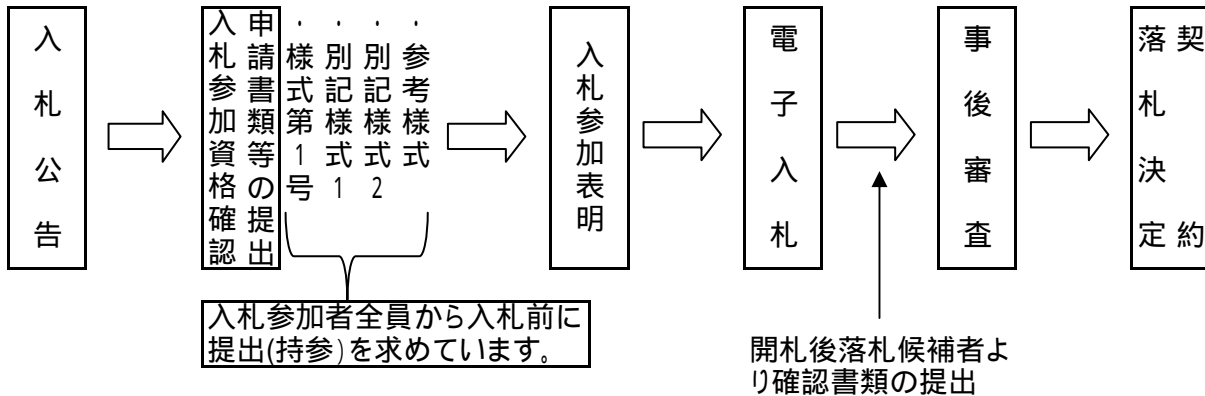 入札公告
入札参加資格確認
申請書類等の提出
・様式第1号
・別記様式1
・別記様式2
・参考様式
入札参加者全員から入札前に
提出(持参)を求めています。
入札参加表明
電子入札
開札後落札候補者よ
り確認書類の提出
事後審査
落札決定
契約